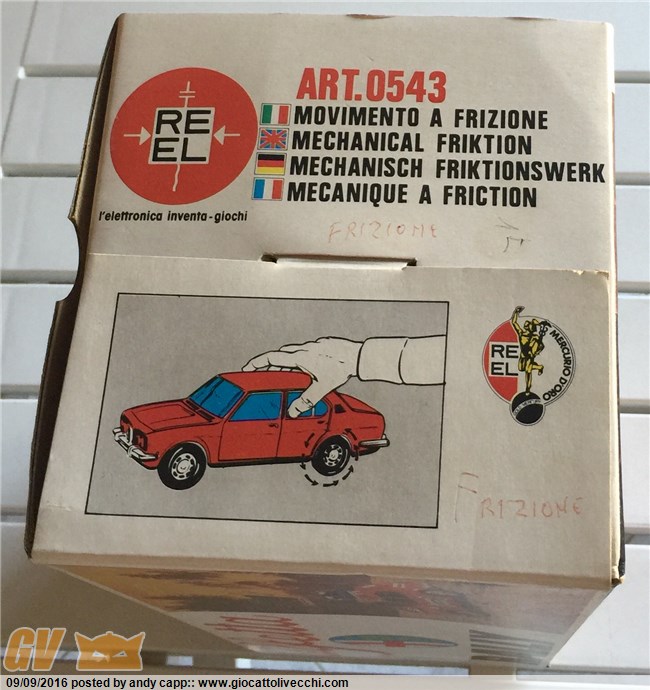 ART.0543
RE
EL
MOVIMENTO A FRIZIONE
MECHANICAL FRIKTION
MECHANISCH FRIKTIONSWERK
MECANIQUE A FRICTION
l'elettronica inventa-giochi
FRIZIONE
RE
EL
MERCURIO D'ORO
FRIZIONE
GV
09/09/2016 posted by andy capp:: www.giocattolivecchi.com